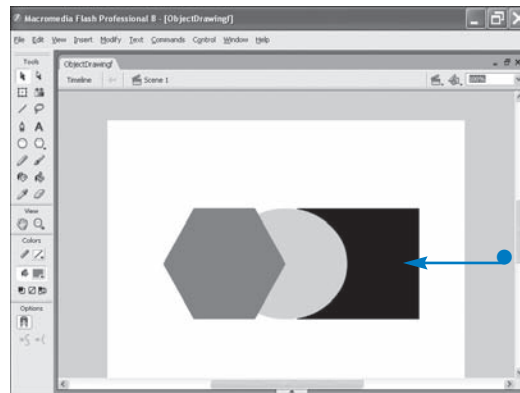 Macromedia Flash Professional 8 - [ObjectDrawingf]
File Edit View Insert Modify Text Commands Control Window Help
Tools
ObjectDrawingf
Timeline Scene 1 100%
A
View
Colors
Options